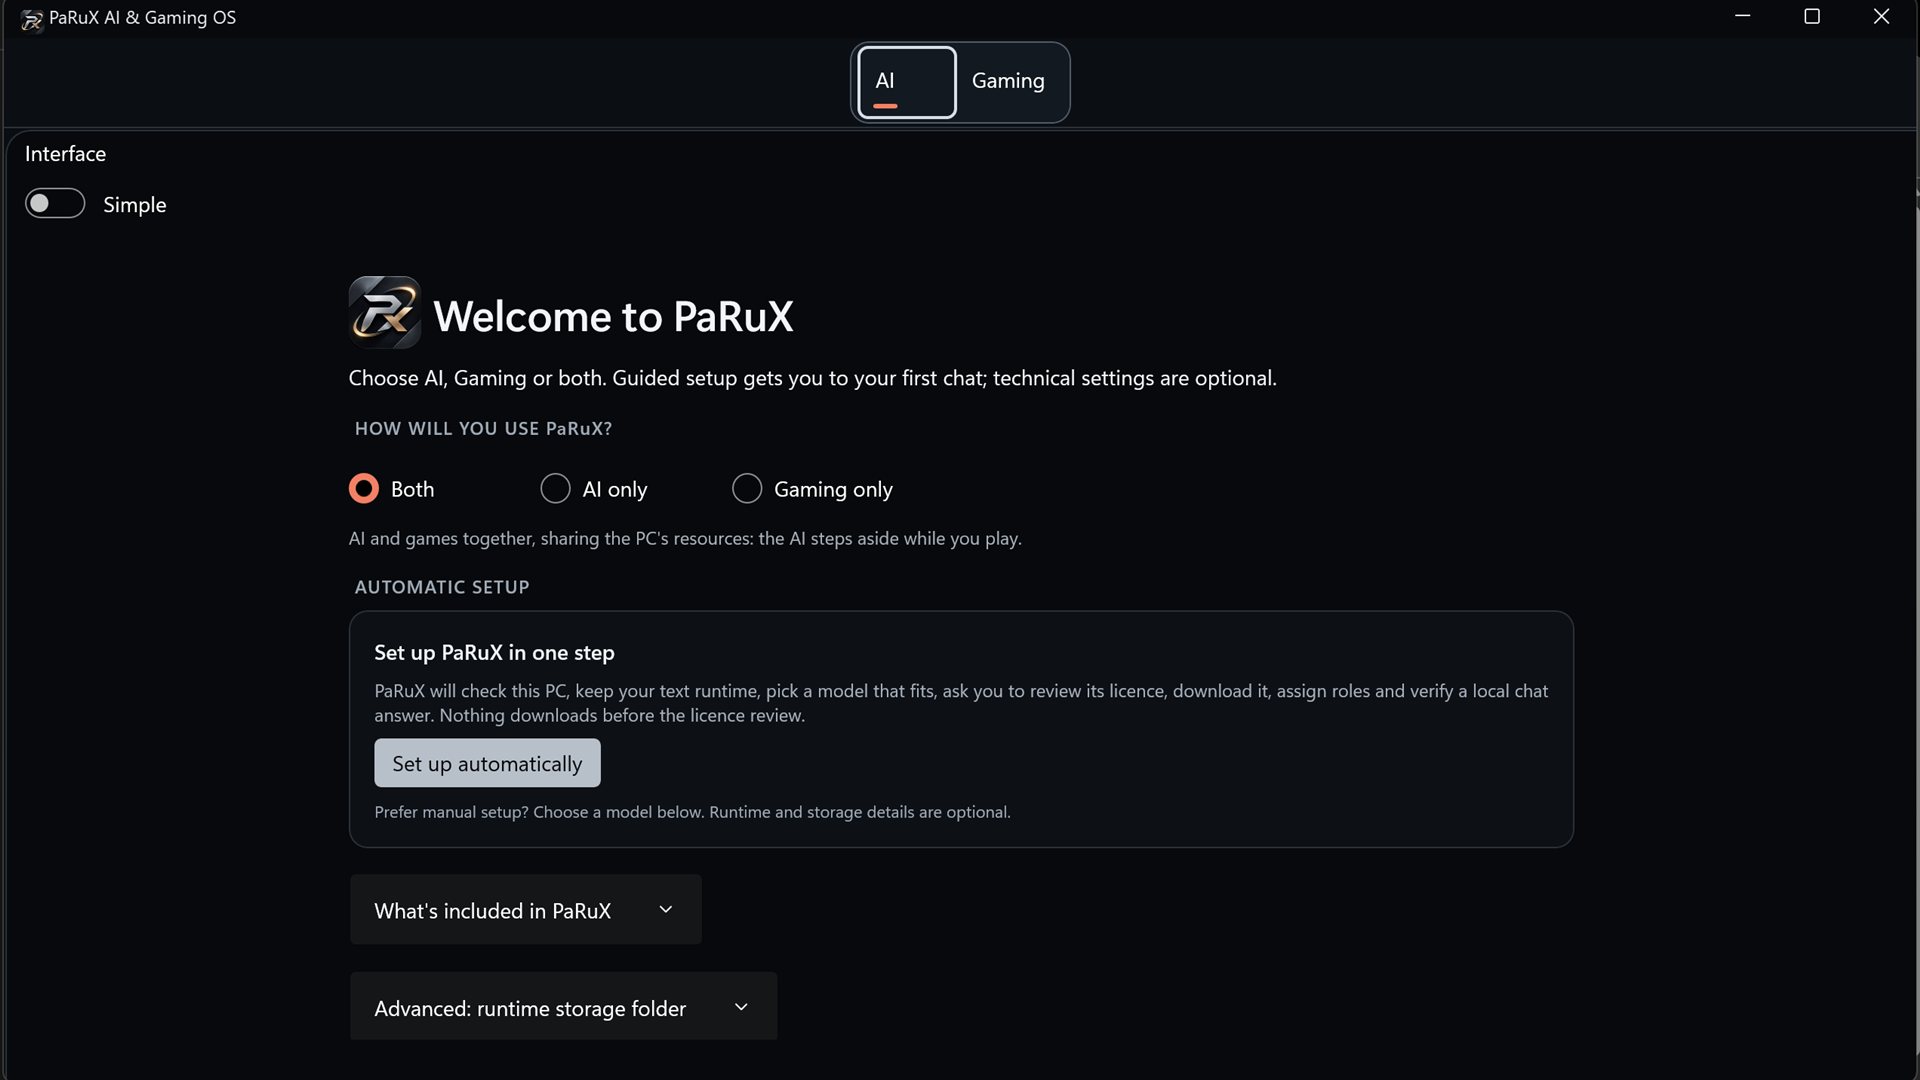 PaRuX AI & Gaming OS
AI
Gaming
Interface
Simple
Welcome to PaRuX
Choose AI, Gaming or both. Guided setup gets you to your first chat; technical settings are optional.
HOW WILL YOU USE PaRuX?
Both
AI only
Gaming only
AI and games together, sharing the PC's resources: the AI steps aside while you play.
AUTOMATIC SETUP
Set up PaRuX in one step
PaRuX will check this PC, keep your text runtime, pick a model that fits, ask you to review its licence, download it, assign roles and verify a local chat
answer. Nothing downloads before the licence review.
Set up automatically
Prefer manual setup? Choose a model below. Runtime and storage details are optional.
What's included in PaRuX
Advanced: runtime storage folder